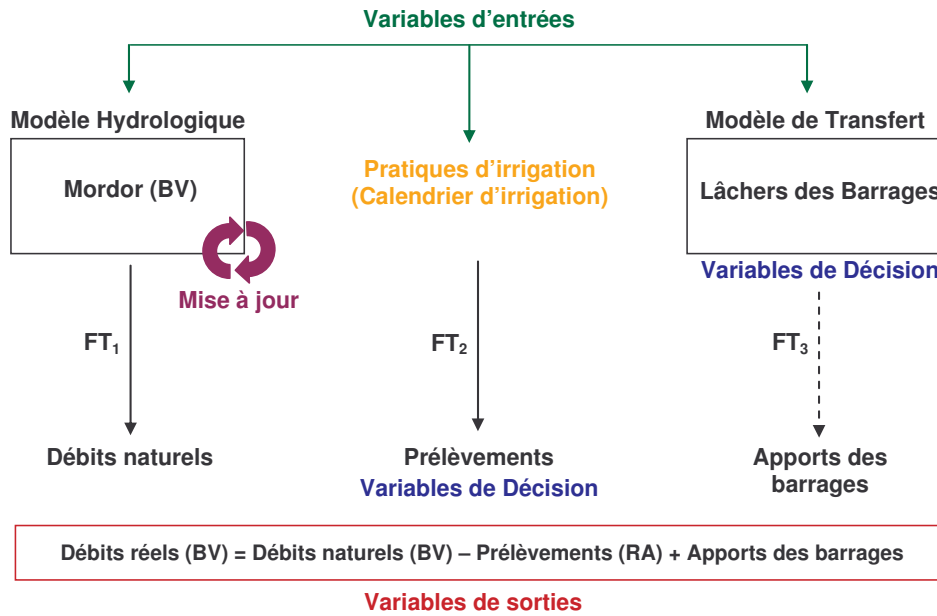 Variables d’entrées
Modèle Hydrologique
Mordor (BV)
Mise à jour
FT₁
Débits naturels
Pratiques d’irrigation
(Calendrier d’irrigation)
FT₂
Prélèvements
Variables de Décision
Modèle de Transfert
Lâchers des Barrages
Variables de Décision
FT₃
Apports des
barrages
Débits réels (BV) = Débits naturels (BV) – Prélèvements (RA) + Apports des barrages
Variables de sorties